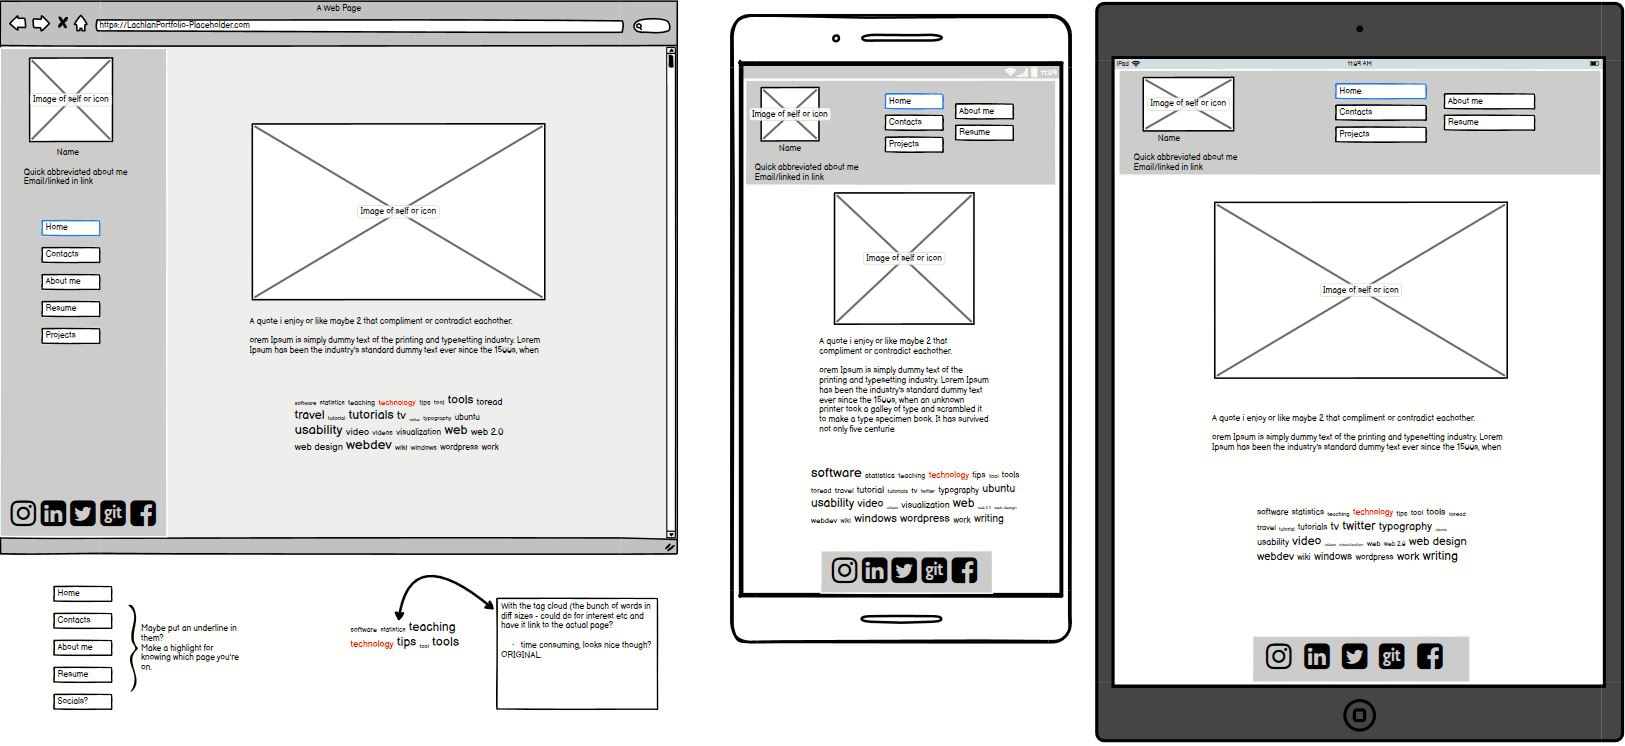 A Web Page
https://LachlanPortfolio-Placeholder.com
Image of self or icon
Name
Quick abbreviated about me
Email/linked in link
Home
Contacts
About me
Resume
Projects
Image of self or icon
A quote i enjoy or like maybe 2 that compliment or contradict eachother.
orem Ipsum is simply dummy text of the printing and typesetting industry. Lorem
Ipsum has been the industry's standard dummy text ever since the 1500s, when
software statistics teaching technology tips tool tools toread
travel tutorial tutorials tv typography ubuntu
usability video videos visualization web web 2.0
web design webdev wiki windows wordpress work
in git
Home
Contacts
About me
Resume
Socials?
Maybe put an underline in
them?
Make a highlight for
knowing which page you're
on.
software statistics teaching
technology tips tool tools
With the tag cloud (the bunch of words in
diff sizes - could do for interest etc and
have it link to the actual page?
- time consuming, looks nice though?
ORIGINAL.
11:09
Image of self or icon
Name
Quick abbreviated about me
Email/linked in link
Home
Contacts
Projects
About me
Resume
Image of self or icon
A quote i enjoy or like maybe 2 that
compliment or contradict eachother.
orem Ipsum is simply dummy text of the
printing and typesetting industry. Lorem Ipsum
has been the industry's standard dummy text
ever since the 1500s, when an unknown
printer took a galley of type and scrambled it
to make a type specimen book. It has survived
not only five centurie
software statistics teaching technology tips tool tools
toread travel tutorial tutorials tv twitter typography ubuntu
usability video videos visualization web web 2.0 web design
webdev wiki windows wordpress work writing
in git
iPad
11:09 AM
Image of self or icon
Name
Quick abbreviated about me
Email/linked in link
Home
Contacts
Projects
About me
Resume
Image of self or icon
A quote i enjoy or like maybe 2 that compliment or contradict eachother.
orem Ipsum is simply dummy text of the printing and typesetting industry. Lorem
Ipsum has been the industry's standard dummy text ever since the 1500s, when
software statistics teaching technology tips tool tools toread
travel tutorial tutorials tv twitter typography ubuntu
usability video videos visualization web web 2.0 web design
webdev wiki windows wordpress work writing
in git